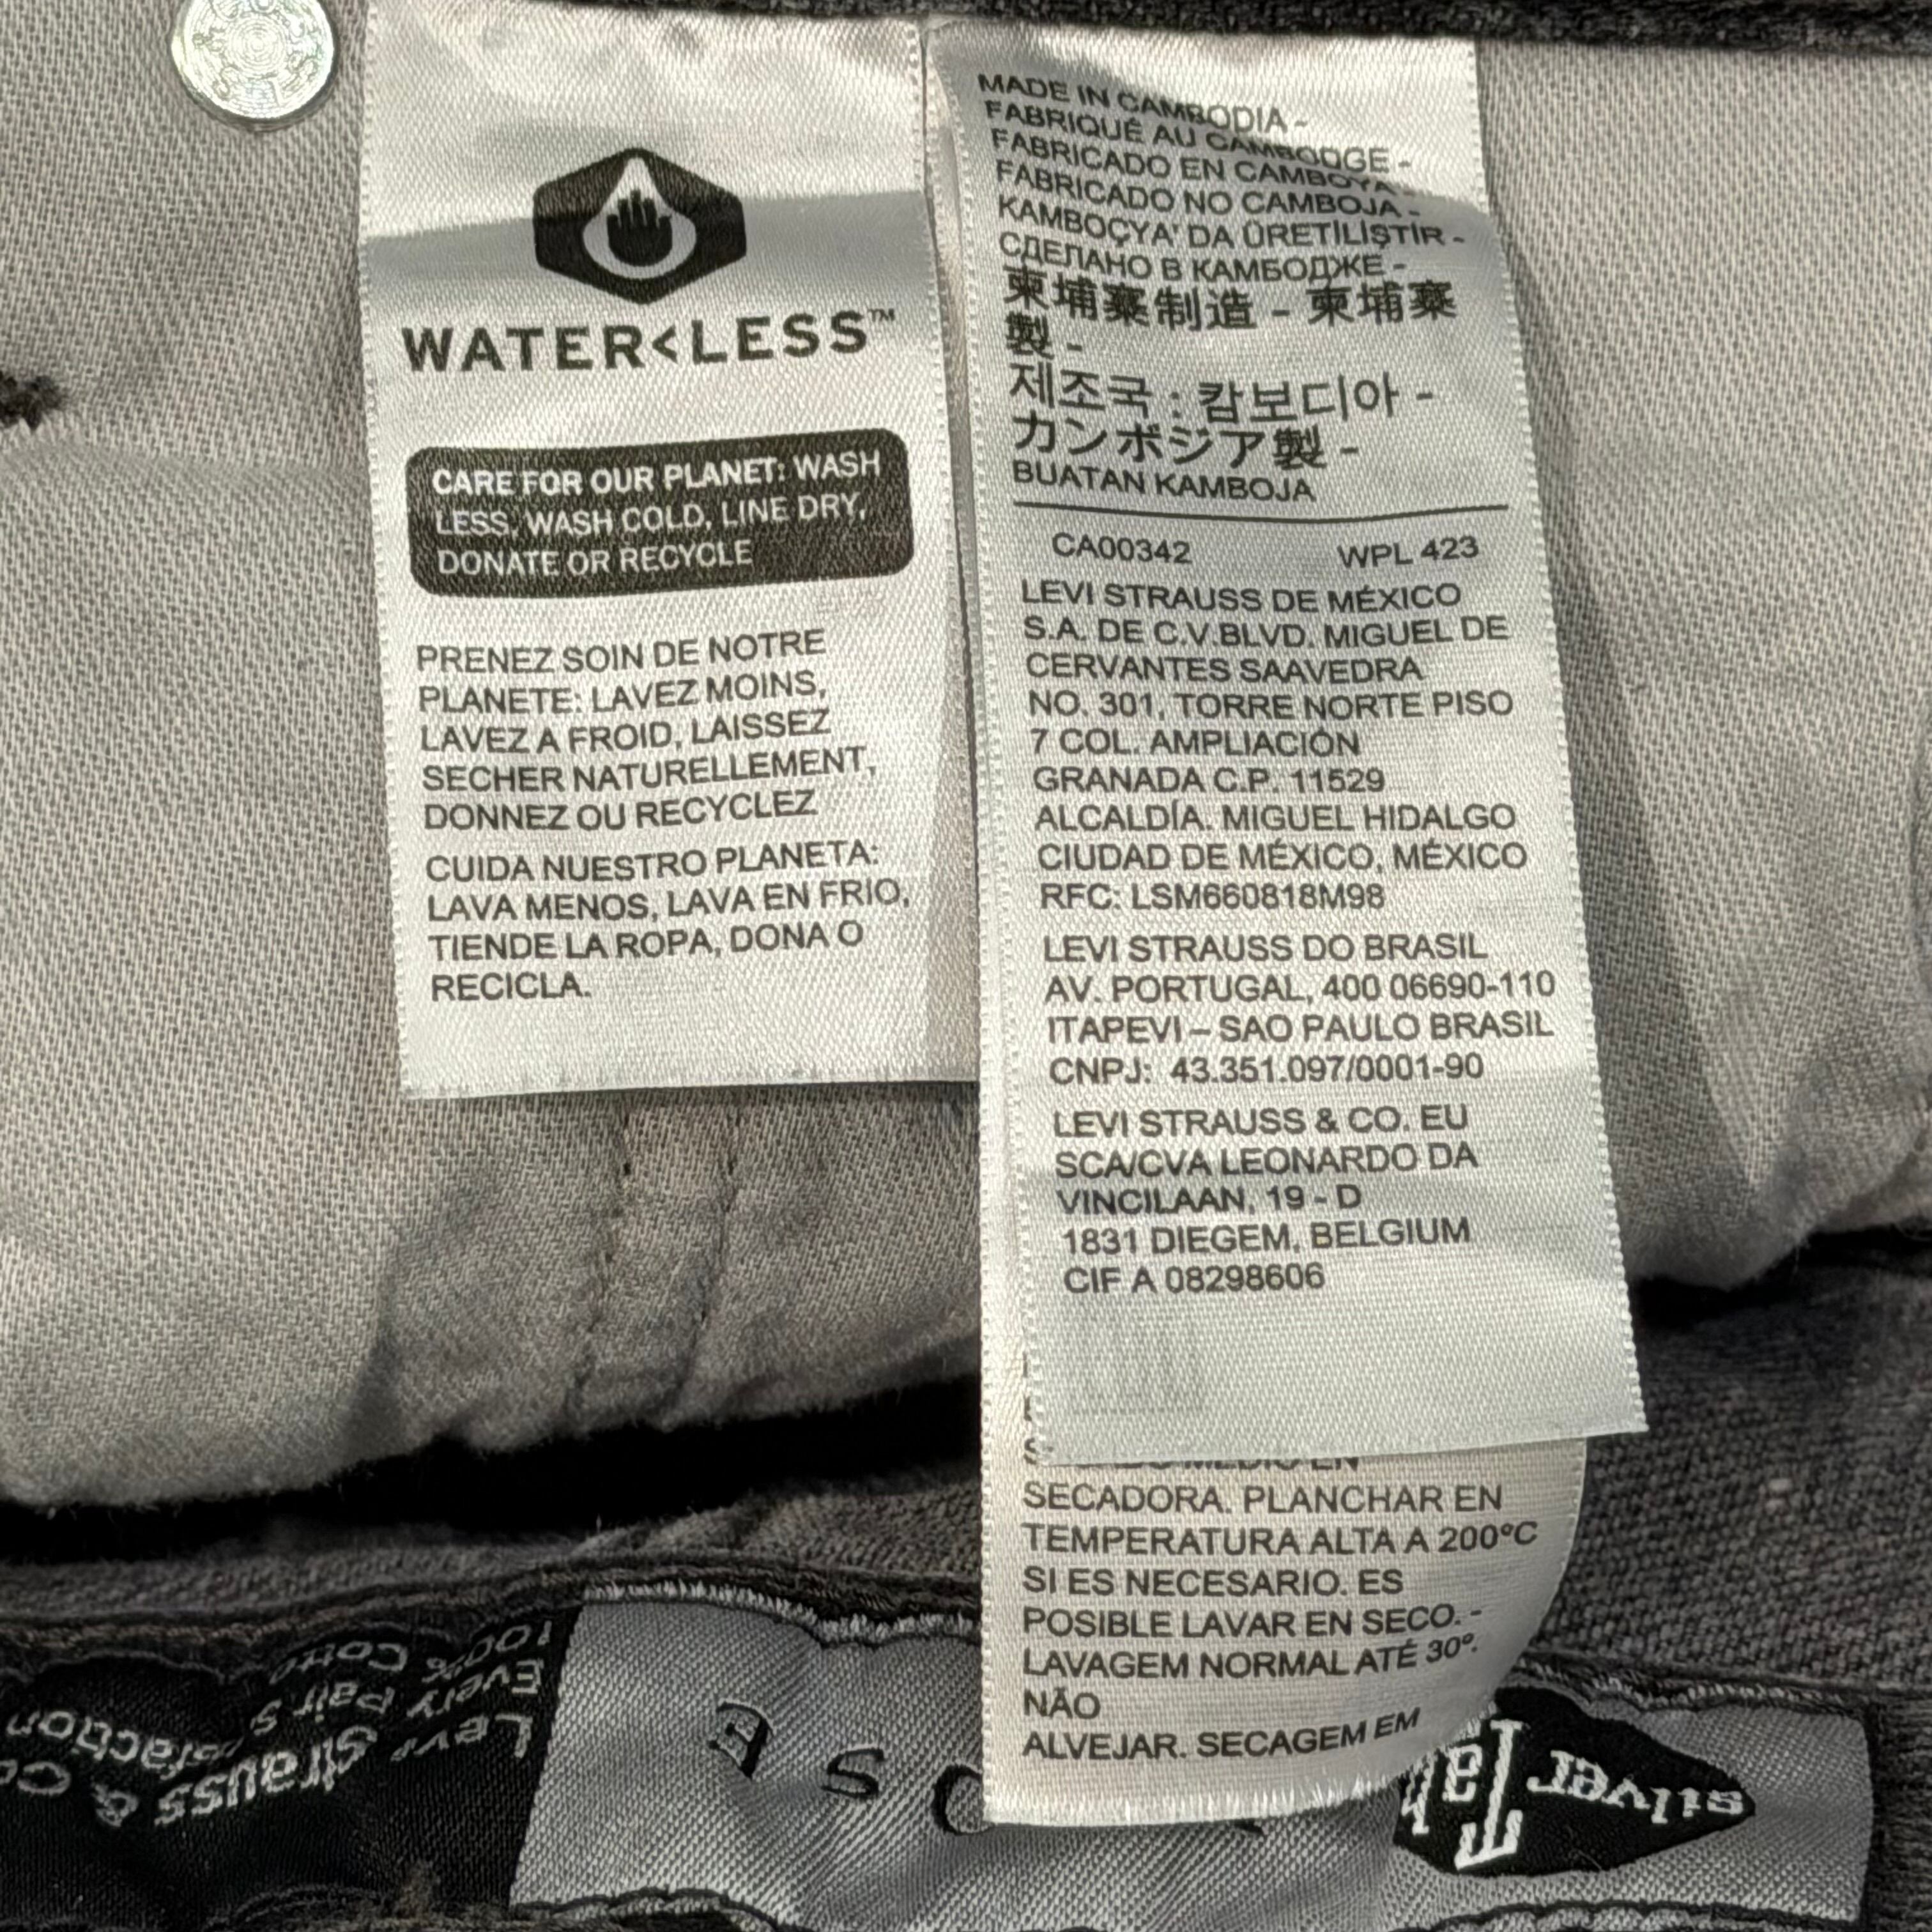 WATER<LESS™
CARE FOR OUR PLANET: WASH
LESS, WASH COLD, LINE DRY,
DONATE OR RECYCLE
PRENEZ SOIN DE NOTRE
PLANETE: LAVEZ MOINS,
LAVEZ A FROID, LAISSEZ
SECHER NATURELLEMENT,
DONNEZ OU RECYCLEZ
CUIDA NUESTRO PLANETA:
LAVA MENOS, LAVA EN FRIO,
TIENDE LA ROPA, DONA O
RECICLA.
MADE IN CAMBODIA -
FABRIQUÉ AU CAMBODGE -
FABRICADO EN CAMBOYA -
FABRICADO NO CAMBOJA -
KAMBOÇYA' DA ÜRETİLİŞTİR -
СДЕЛАНО В КАМБОДЖЕ -
柬埔寨制造 - 柬埔寨
製 -
제조국 : 캄보디아 -
カンボジア製 -
BUATAN KAMBOJA
CA00342 WPL 423
LEVI STRAUSS DE MÉXICO
S.A. DE C.V.BLVD. MIGUEL DE
CERVANTES SAAVEDRA
NO. 301, TORRE NORTE PISO
7 COL. AMPLIACIÓN
GRANADA C.P. 11529
ALCALDÍA. MIGUEL HIDALGO
CIUDAD DE MÉXICO, MÉXICO
RFC: LSM660818M98
LEVI STRAUSS DO BRASIL
AV. PORTUGAL, 400 06690-110
ITAPEVI – SAO PAULO BRASIL
CNPJ: 43.351.097/0001-90
LEVI STRAUSS & CO. EU
SCA/CVA LEONARDO DA
VINCILAAN, 19 - D
1831 DIEGEM, BELGIUM
CIF A 08298606
MEDIO EN
SECADORA. PLANCHAR EN
TEMPERATURA ALTA A 200°C
SI ES NECESARIO. ES
POSIBLE LAVAR EN SECO. -
LAVAGEM NORMAL ATÉ 30º.
NÃO
ALVEJAR. SECAGEM EM
silver Tab
Strauss &
Every Pair
100%